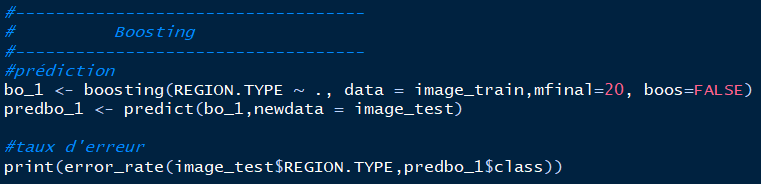 #-----------------------------------
#          Boosting
#-----------------------------------
#prédiction
bo_1 <- boosting(REGION.TYPE ~ ., data = image_train,mfinal=20, boos=FALSE)
predbo_1 <- predict(bo_1,newdata = image_test)
#taux d'erreur
print(error_rate(image_test$REGION.TYPE,predbo_1$class))